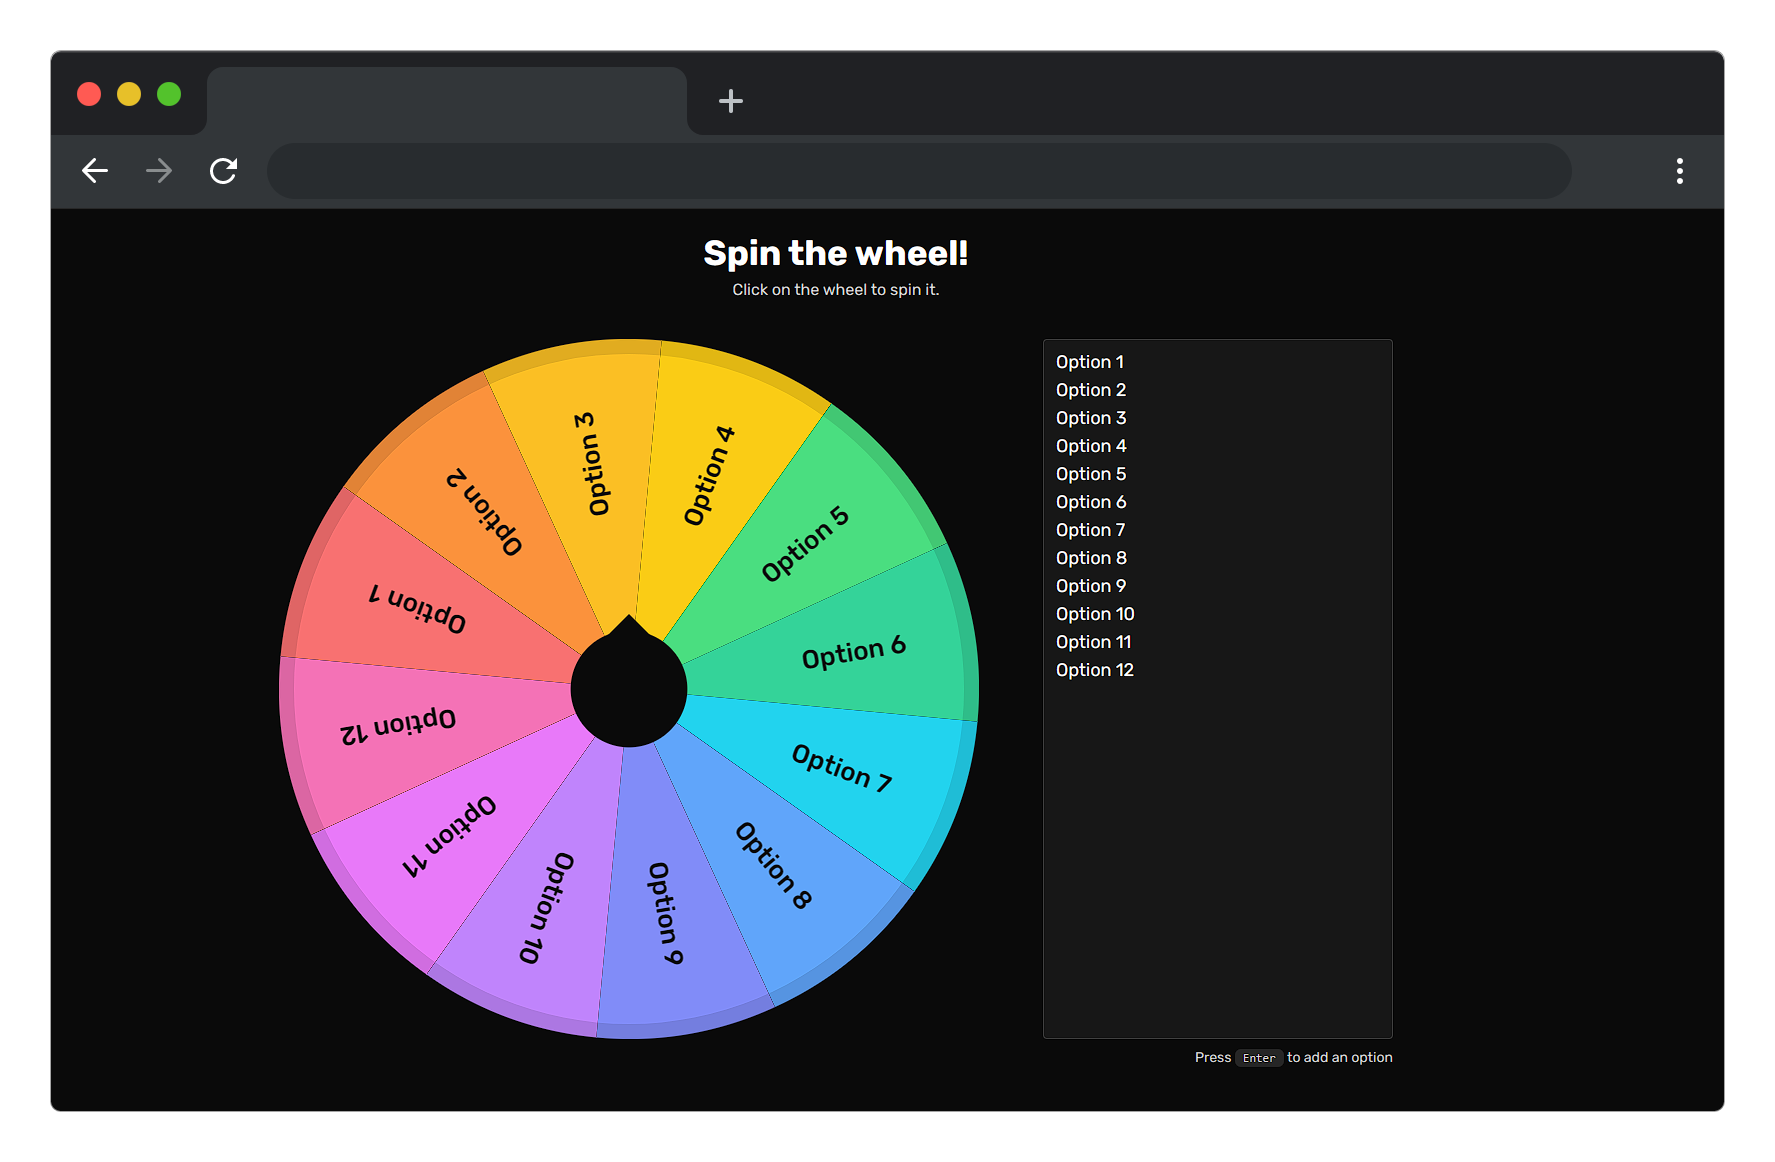 Spin the wheel!
Click on the wheel to spin it.
Option 1
Option 2
Option 3
Option 4
Option 5
Option 6
Option 7
Option 8
Option 9
Option 10
Option 11
Option 12
Option 1
Option 2
Option 3
Option 4
Option 5
Option 6
Option 7
Option 8
Option 9
Option 10
Option 11
Option 12
Press Enter to add an option